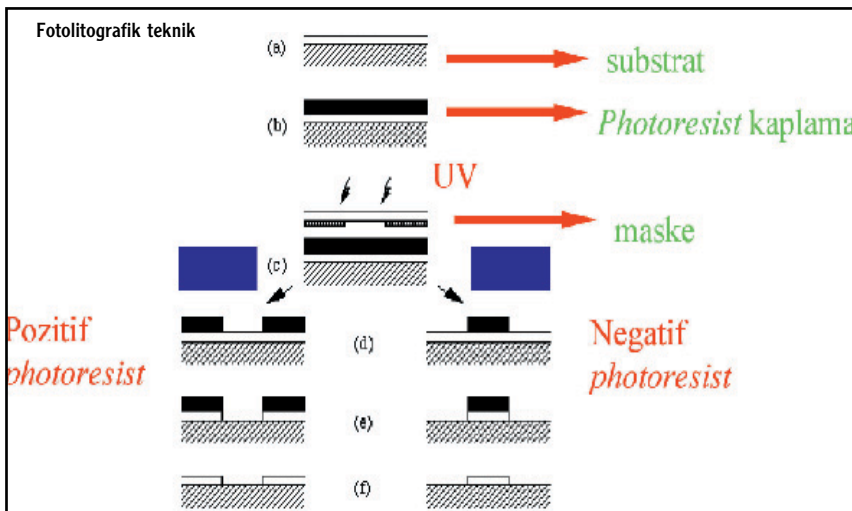 Fotolitografik teknik
(a)
substrat
(b)
Photoresist kaplama
UV
maske
(c)
Pozitif
photoresist
(d)
Negatif
photoresist
(e)
(f)